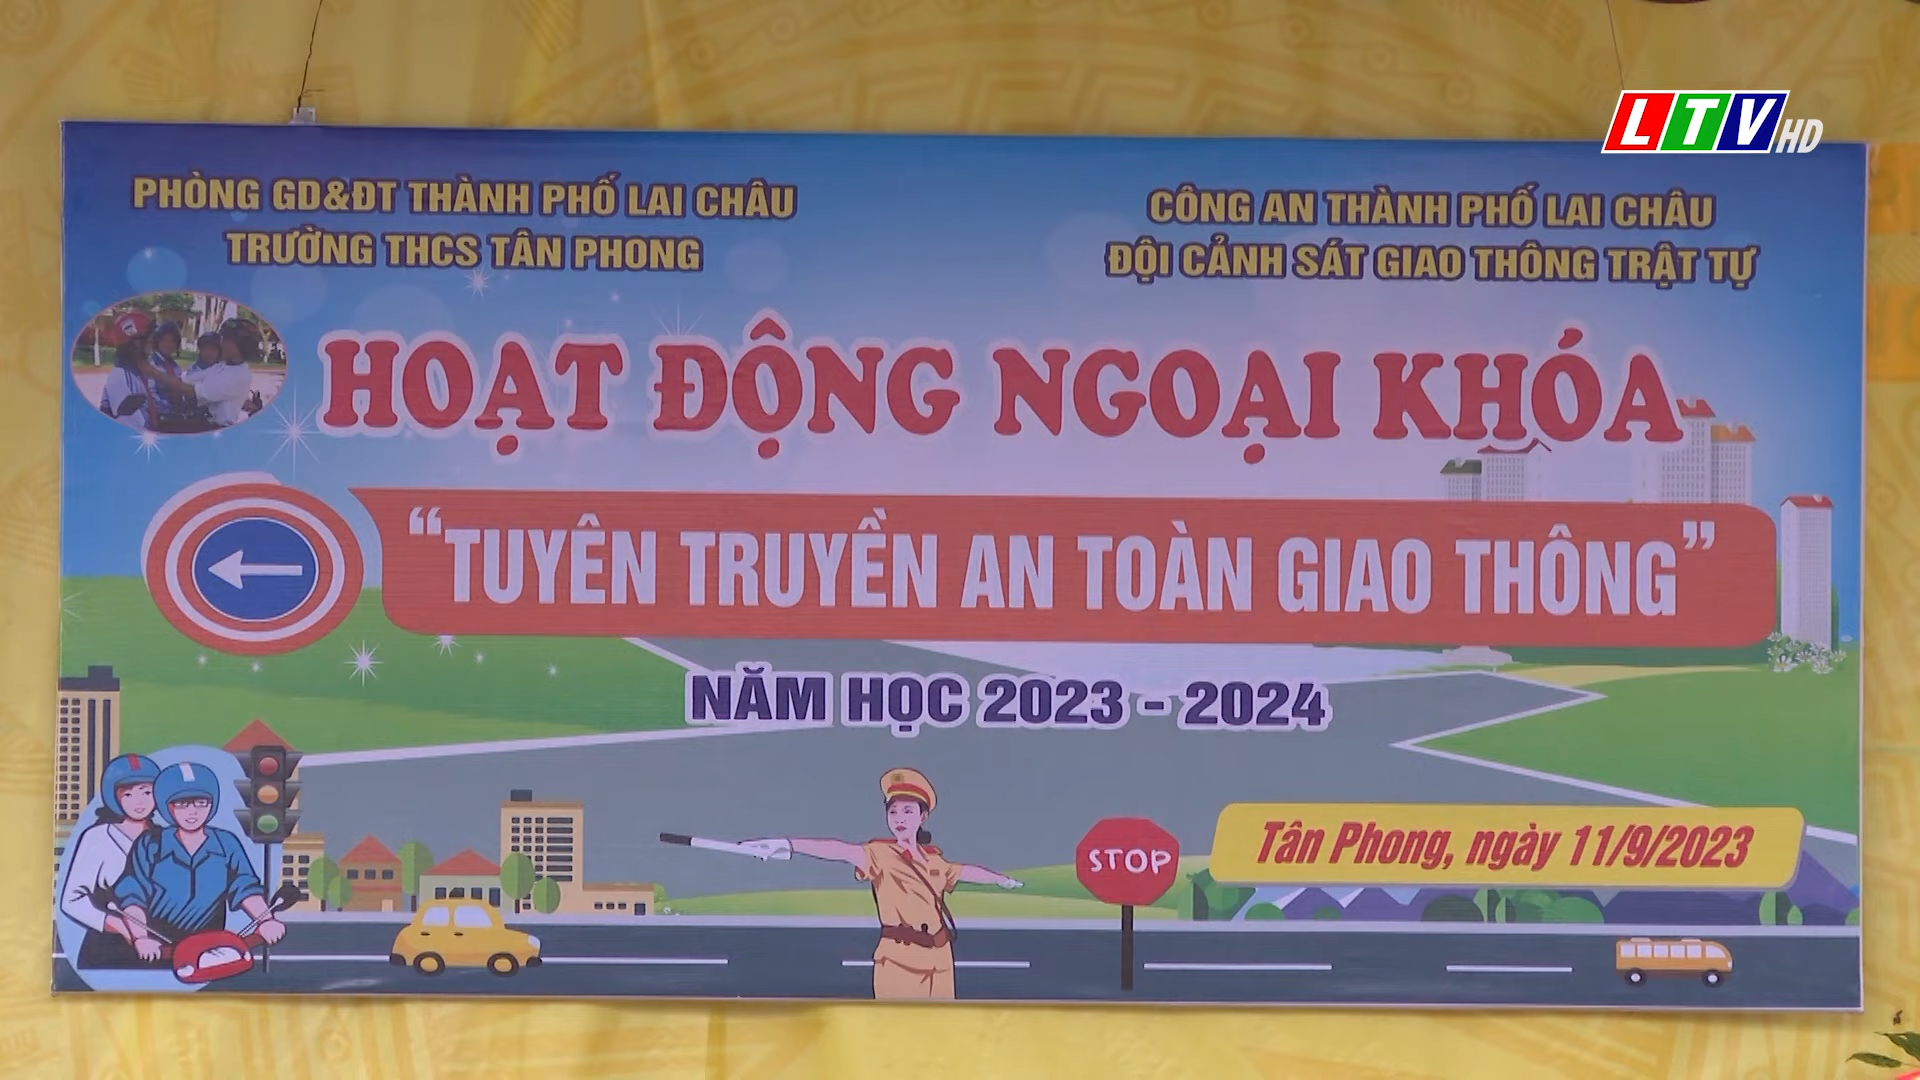 LTV HD
PHÒNG GD&ĐT THÀNH PHỐ LAI CHÂU
TRƯỜNG THCS TÂN PHONG
CÔNG AN THÀNH PHỐ LAI CHÂU
ĐỘI CẢNH SÁT GIAO THÔNG TRẬT TỰ
HOẠT ĐỘNG NGOẠI KHÓA
“TUYÊN TRUYỀN AN TOÀN GIAO THÔNG”
NĂM HỌC 2023 - 2024
STOP
Tân Phong, ngày 11/9/2023